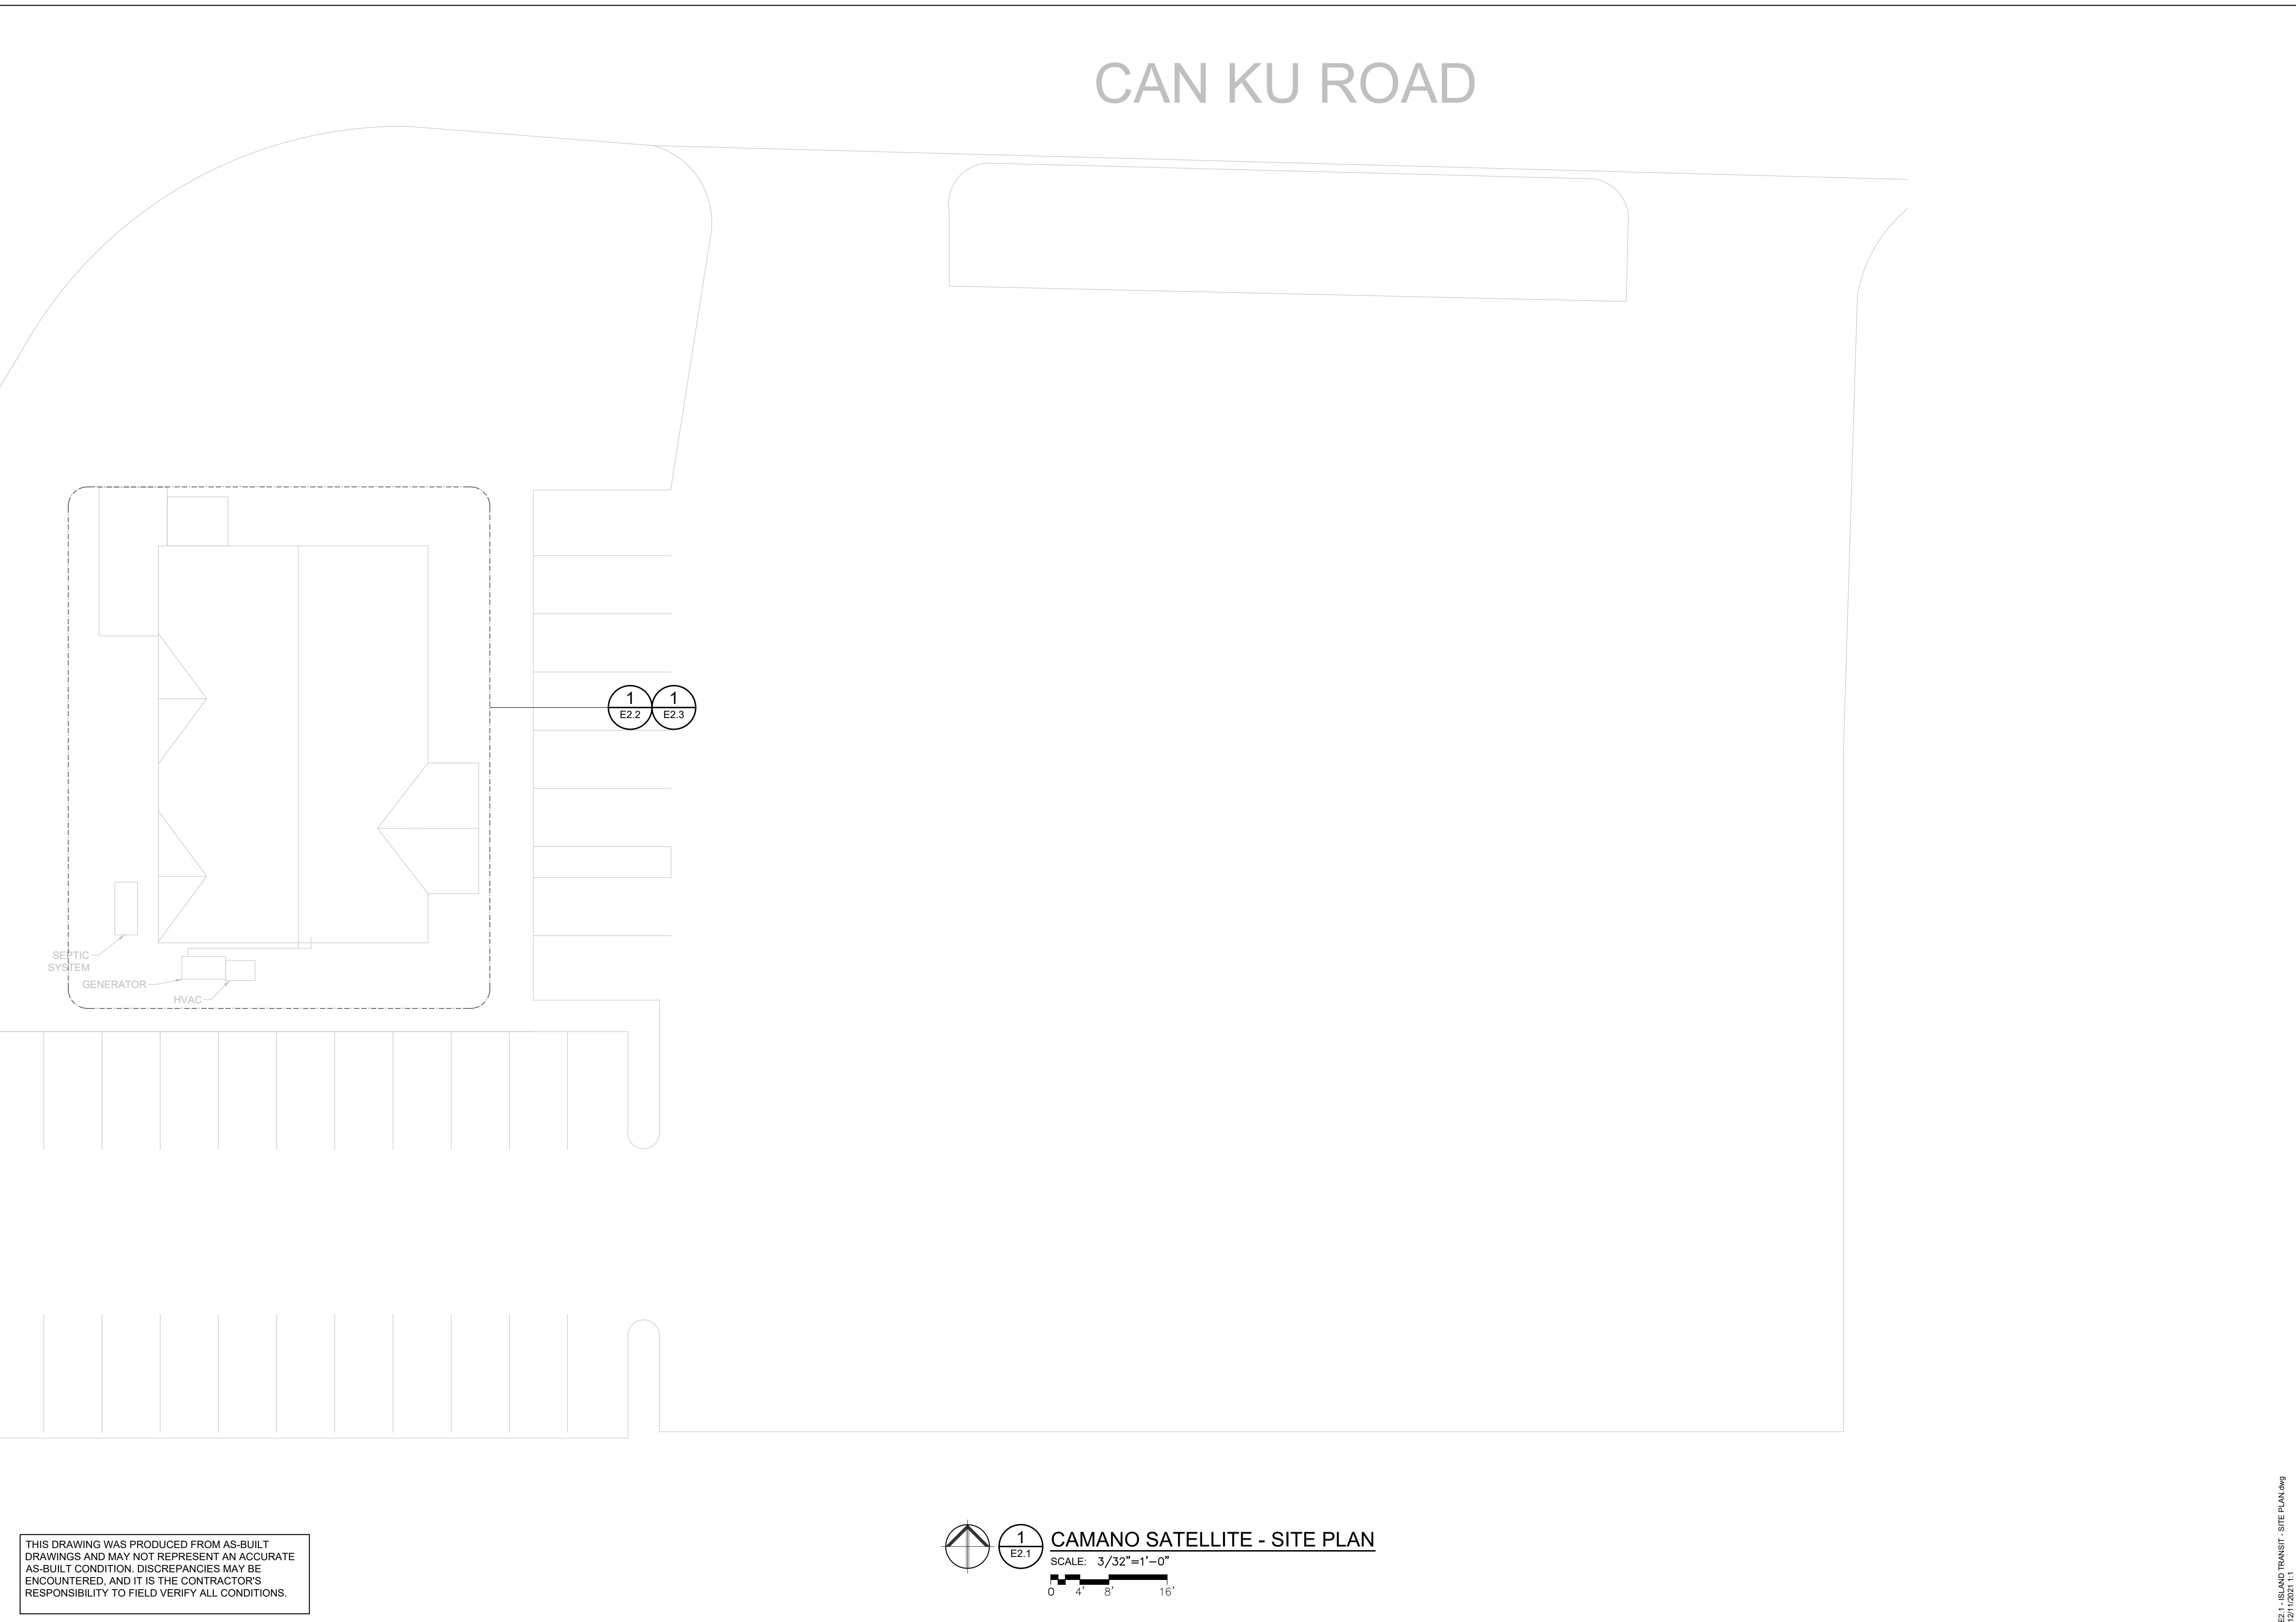 CAN KU ROAD
1
E2.2
1
E2.3
SEPTIC
SYSTEM
GENERATOR
HVAC
THIS DRAWING WAS PRODUCED FROM AS-BUILT
DRAWINGS AND MAY NOT REPRESENT AN ACCURATE
AS-BUILT CONDITION. DISCREPANCIES MAY BE
ENCOUNTERED, AND IT IS THE CONTRACTOR'S
RESPONSIBILITY TO FIELD VERIFY ALL CONDITIONS.
1
E2.1
CAMANO SATELLITE - SITE PLAN
SCALE: 3/32"=1'-0"
0 4' 8' 16'
E2.1 - ISLAND TRANSIT - SITE PLAN.dwg
12/11/2021 1:1